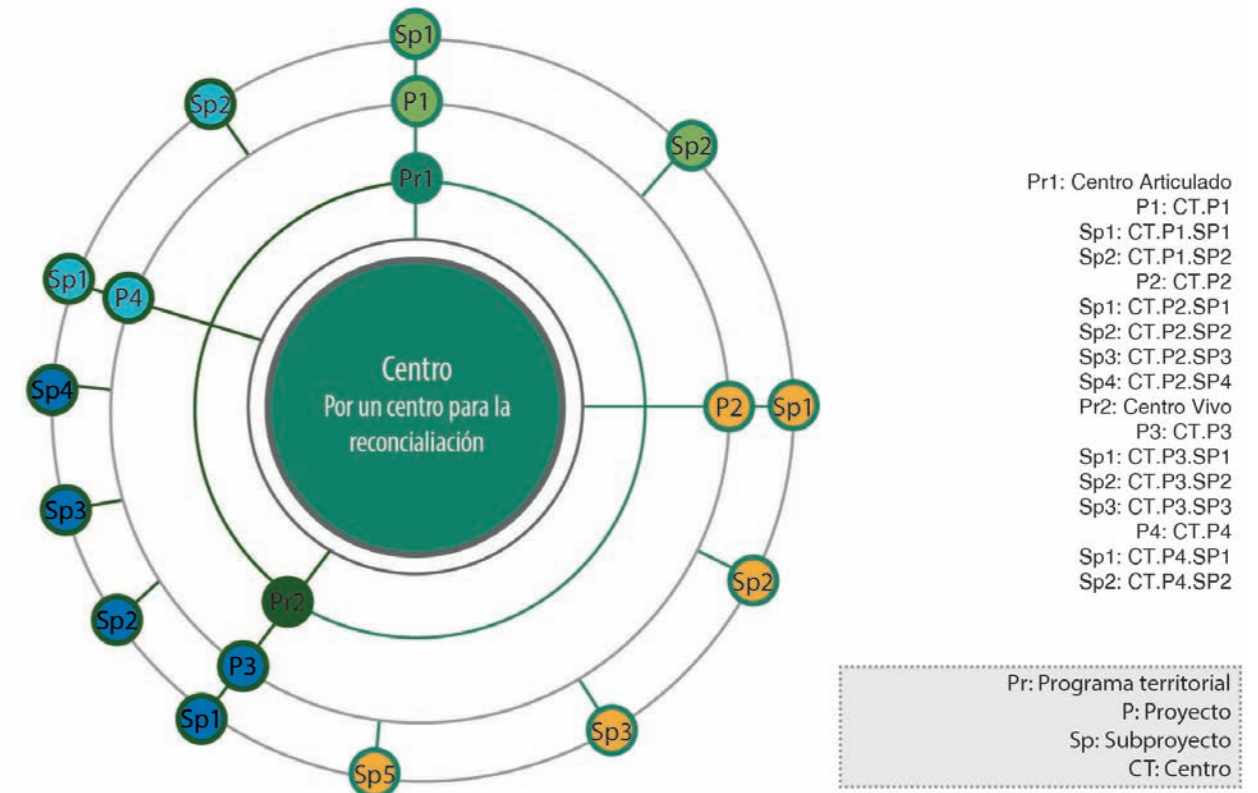 Sp1
Sp2
P1
Sp2
Pr1
Sp1
P4
Sp4
Centro
Por un centro para la
reconcialiación
P2
Sp1
Sp3
Sp2
Pr2
Sp2
P3
Sp1
Sp3
Sp5
Pr1: Centro Articulado
P1: CT.P1
Sp1: CT.P1.SP1
Sp2: CT.P1.SP2
P2: CT.P2
Sp1: CT.P2.SP1
Sp2: CT.P2.SP2
Sp3: CT.P2.SP3
Sp4: CT.P2.SP4
Pr2: Centro Vivo
P3: CT.P3
Sp1: CT.P3.SP1
Sp2: CT.P3.SP2
Sp3: CT.P3.SP3
P4: CT.P4
Sp1: CT.P4.SP1
Sp2: CT.P4.SP2
Pr: Programa territorial
P: Proyecto
Sp: Subproyecto
CT: Centro